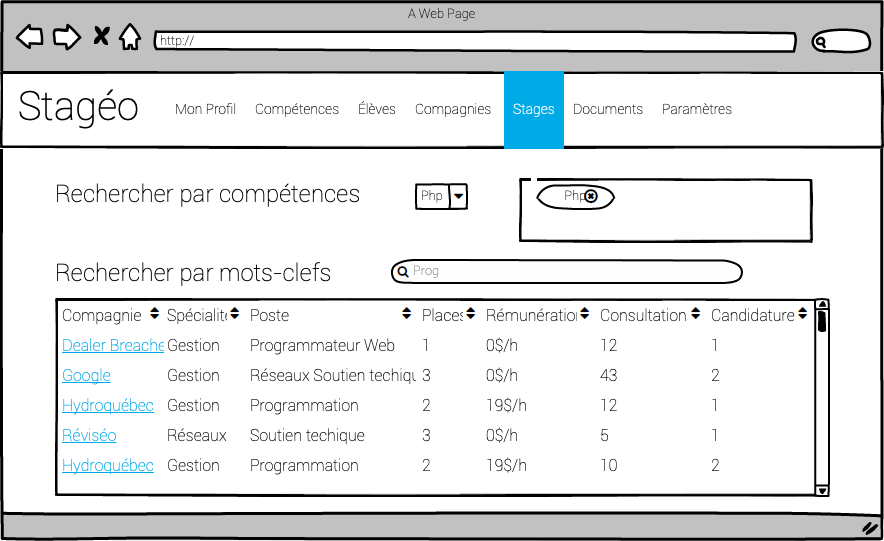 A Web Page
http://
Stagéo Mon Profil Compétences Élèves Compagnies Stages Documents Paramètres
Rechercher par compétences Php Php
Rechercher par mots-clefs Prog
Compagnie Spécialité Poste Places Rémunération Consultation Candidature
Dealer Breache Gestion Programmateur Web 1 0$/h 12 1
Google Gestion Réseaux Soutien techiqu 3 0$/h 43 2
Hydroquébec Gestion Programmation 2 19$/h 12 1
Réviséo Réseaux Soutien techique 3 0$/h 5 1
Hydroquébec Gestion Programmation 2 19$/h 10 2